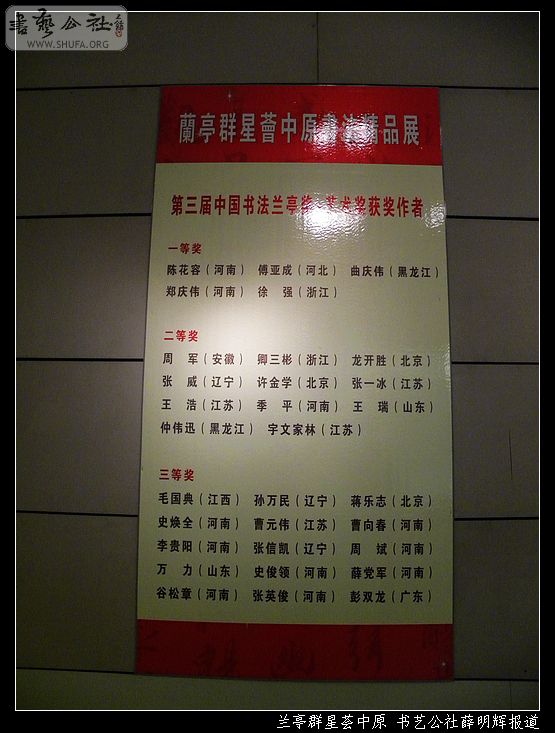 書藝公社
WWW.SHUFA.ORG
蘭亭群星薈中原书法精品展
第三届中国书法兰亭奖 艺术奖获奖作者
一等奖
陈花容（河南） 傅亚成（河北） 曲庆伟（黑龙江）
郑庆伟（河南） 徐 强（浙江）
二等奖
周 军（安徽） 卿三彬（浙江） 龙开胜（北京）
张 威（辽宁） 许金学（北京） 张一冰（江苏）
王 浩（江苏） 季 平（河南） 王 瑞（山东）
仲伟迅（黑龙江） 宇文家林（江苏）
三等奖
毛国典（江西） 孙万民（辽宁） 蒋乐志（北京）
史焕全（河南） 曹元伟（江苏） 曹向春（河南）
李贵阳（河南） 张信凯（辽宁） 周 斌（河南）
万 力（山东） 史俊领（河南） 薛党军（河南）
谷松章（河南） 张英俊（河南） 彭双龙（广东）
兰亭群星荟中原 书艺公社薛明辉报道